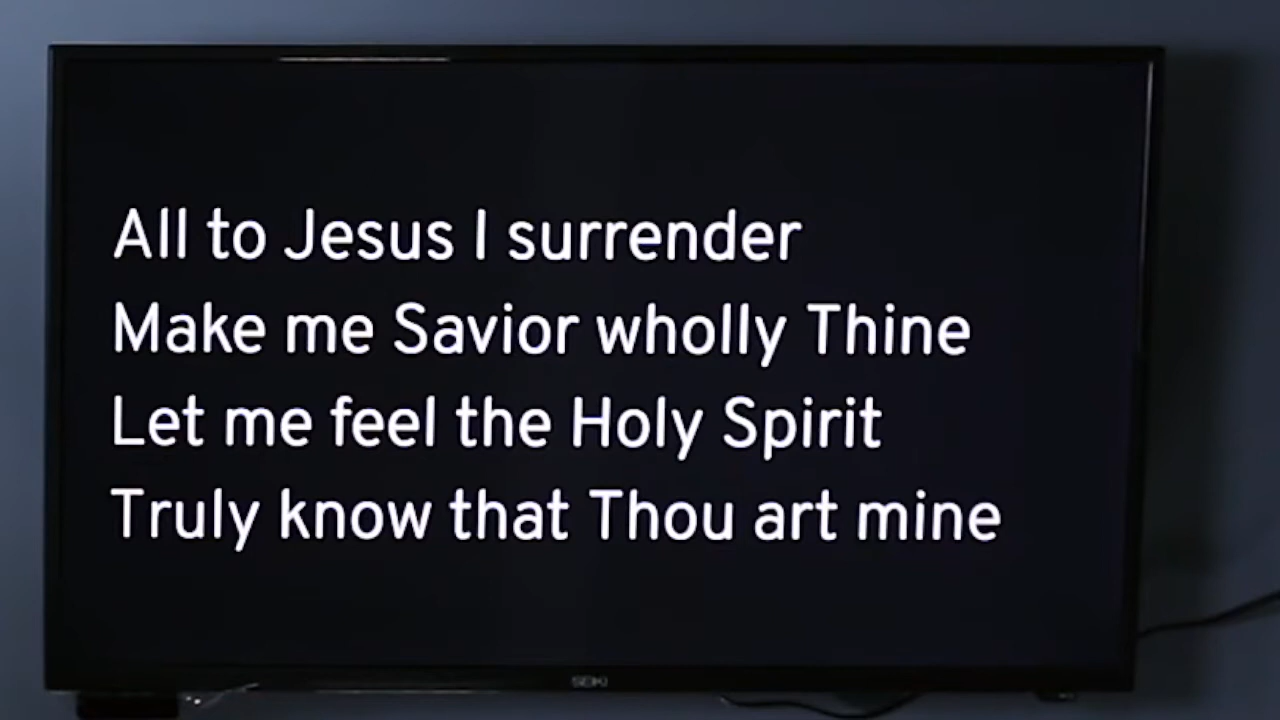 All to Jesus I surrender
Make me Savior wholly Thine
Let me feel the Holy Spirit
Truly know that Thou art mine
SEIKI